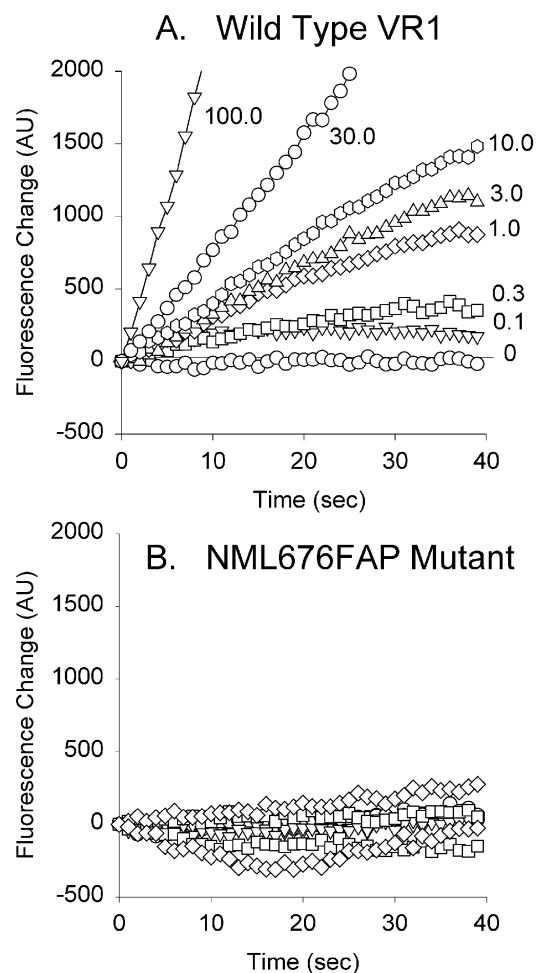 A. Wild Type VR1
2000
1500
1000
500
0
-500
Fluorescence Change (AU)
100.0
30.0
10.0
3.0
1.0
0.3
0.1
0
0 10 20 30 40
Time (sec)
B. NML676FAP Mutant
2000
1500
1000
500
0
-500
Fluorescence Change (AU)
0 10 20 30 40
Time (sec)